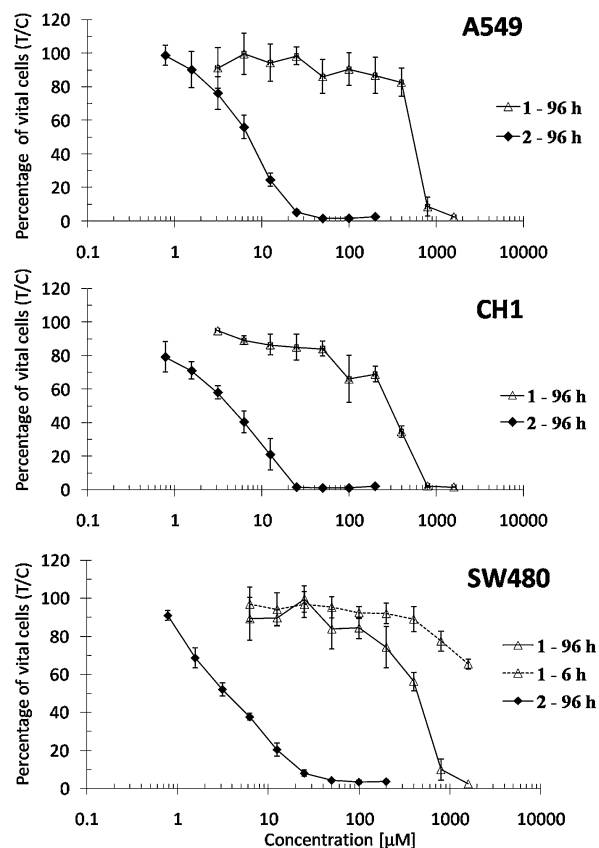 A549
Percentage of vital cells (T/C)
120
100
80
60
40
20
0
0.1 1 10 100 1000 10000
1 - 96 h
2 - 96 h
CH1
Percentage of vital cells (T/C)
120
100
80
60
40
20
0
0.1 1 10 100 1000 10000
1 - 96 h
2 - 96 h
SW480
Percentage of vital cells (T/C)
120
100
80
60
40
20
0
0.1 1 10 100 1000 10000
1 - 96 h
1 - 6 h
2 - 96 h
Concentration [µM]